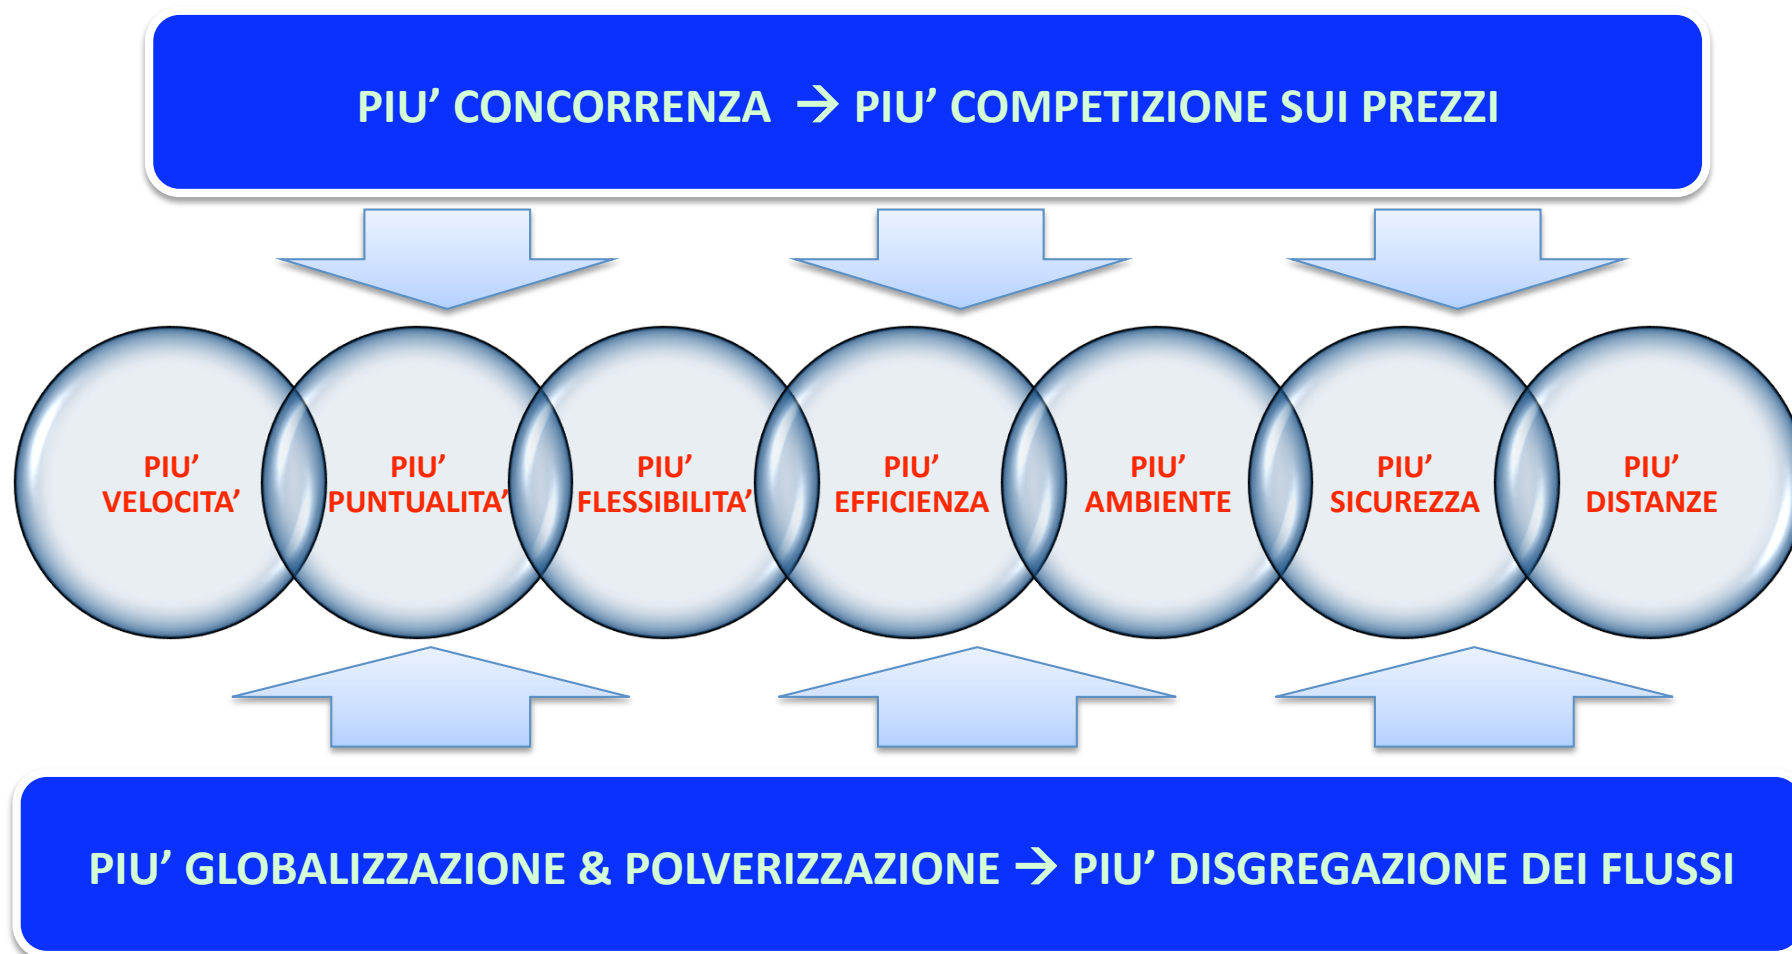 PIU’ CONCORRENZA → PIU’ COMPETIZIONE SUI PREZZI
PIU’
VELOCITA’
PIU’
PUNTUALITA’
PIU’
FLESSIBILITA’
PIU’
EFFICIENZA
PIU’
AMBIENTE
PIU’
SICUREZZA
PIU’
DISTANZE
PIU’ GLOBALIZZAZIONE & POLVERIZZAZIONE → PIU’ DISGREGAZIONE DEI FLUSSI